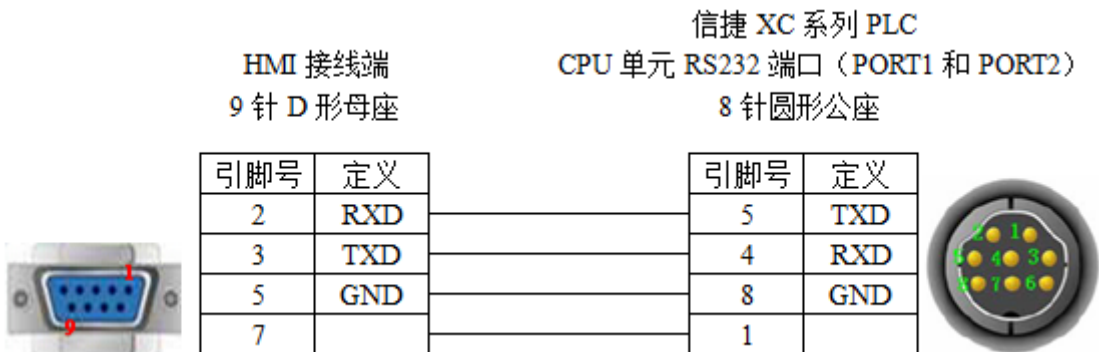 信捷 XC 系列 PLC
HMI 接线端 CPU 单元 RS232 端口（PORT1 和 PORT2）
9 针 D 形母座 8 针圆形公座
引脚号 定义 引脚号 定义
2 RXD 5 TXD
3 TXD 4 RXD
5 GND 8 GND
7 1
1
9
2 1
5 4 3
8 7 6